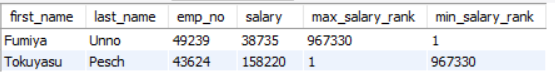 first_name last_name emp_no salary max_salary_rank min_salary_rank
Fumiya Unno 49239 38735 967330 1
Tokuyasu Pesch 43624 158220 1 967330